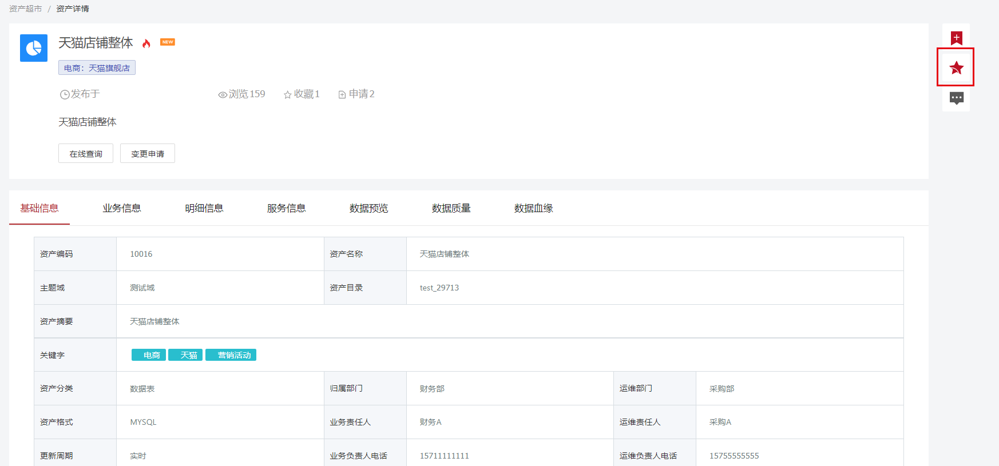 资产超市 / 资产详情
天猫店铺整体 NEW
电商：天猫旗舰店
发布于 浏览159 收藏1 申请2
天猫店铺整体
在线查询 变更申请
基础信息 业务信息 明细信息 服务信息 数据预览 数据质量 数据血缘
资产编码 10016 资产名称 天猫店铺整体
主题域 测试域 资产目录 test_29713
资产摘要 天猫店铺整体
关键字 电商 天猫 营销活动
资产分类 数据表 归属部门 财务部 运维部门 采购部
资产格式 MYSQL 业务责任人 财务A 运维责任人 采购A
更新周期 实时 业务负责人电话 15711111111 运维负责人电话 15755555555